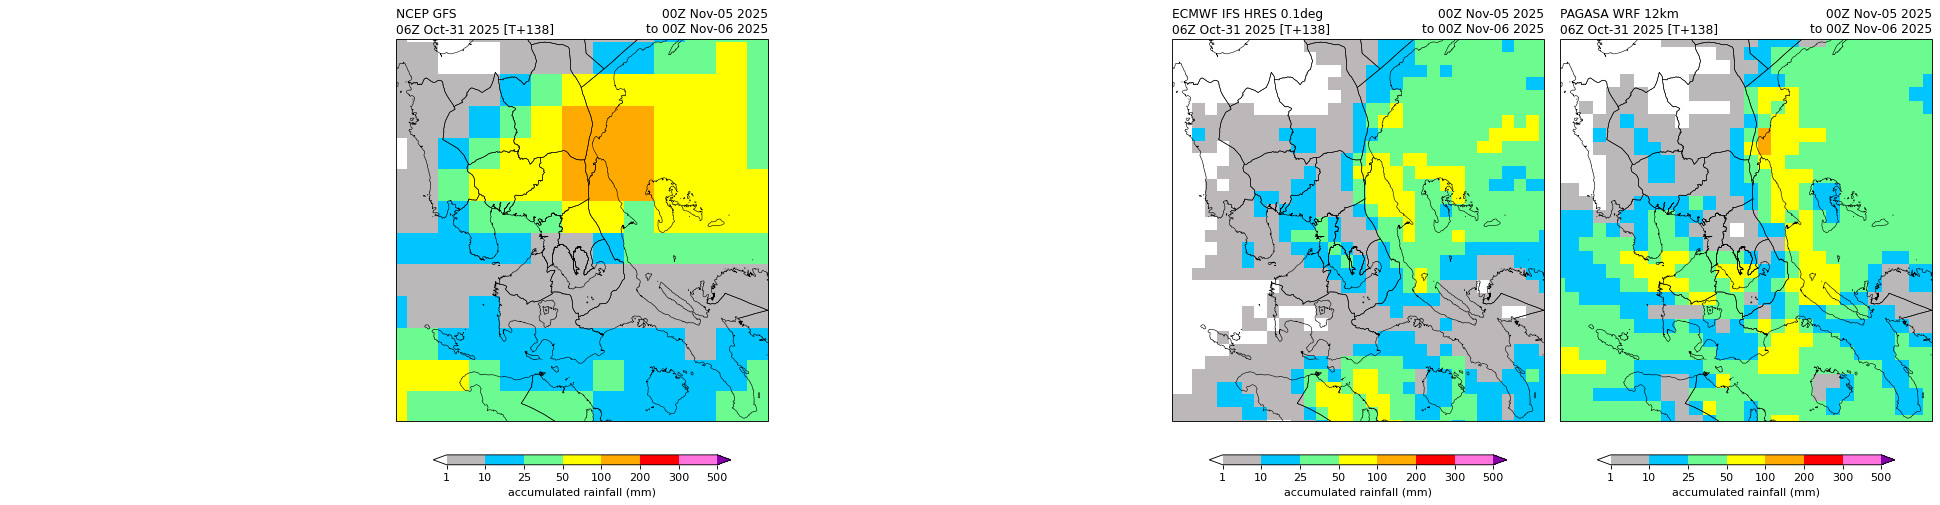 NCEP GFS 00Z Nov-05 2025
06Z Oct-31 2025 [T+138] to 00Z Nov-06 2025
1 10 25 50 100 200 300 500
accumulated rainfall (mm)
ECMWF IFS HRES 0.1deg 00Z Nov-05 2025
06Z Oct-31 2025 [T+138] to 00Z Nov-06 2025
1 10 25 50 100 200 300 500
accumulated rainfall (mm)
PAGASA WRF 12km 00Z Nov-05 2025
06Z Oct-31 2025 [T+138] to 00Z Nov-06 2025
1 10 25 50 100 200 300 500
accumulated rainfall (mm)